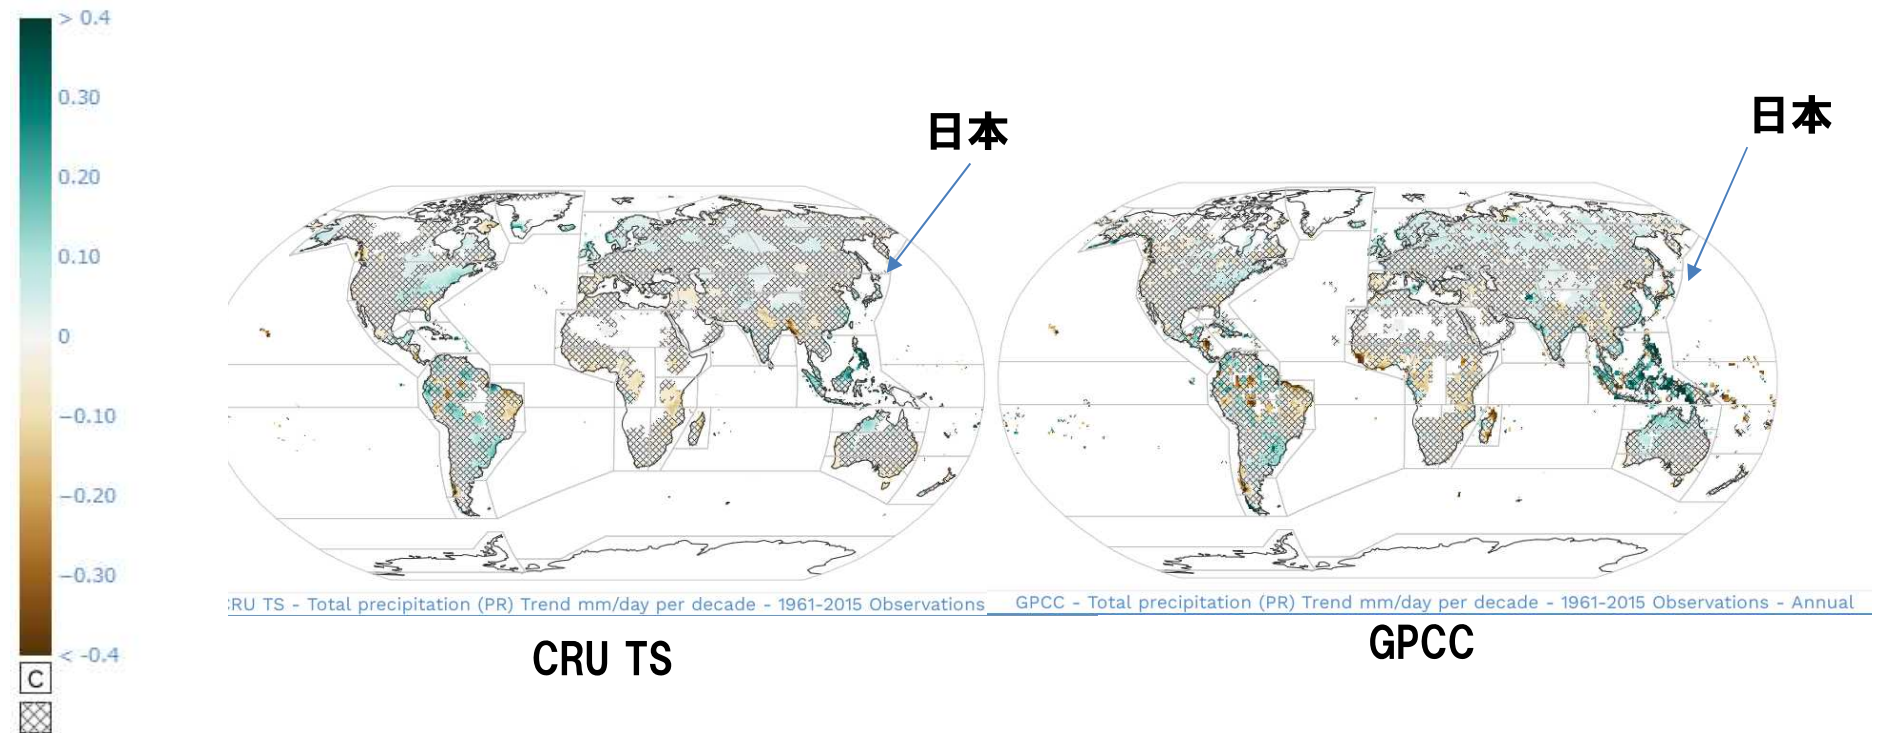 > 0.4
0.30
0.20
0.10
0
−0.10
−0.20
−0.30
< -0.4
C
日本
日本
CRU TS - Total precipitation (PR) Trend mm/day per decade - 1961-2015 Observations
GPCC - Total precipitation (PR) Trend mm/day per decade - 1961-2015 Observations - Annual
CRU TS
GPCC